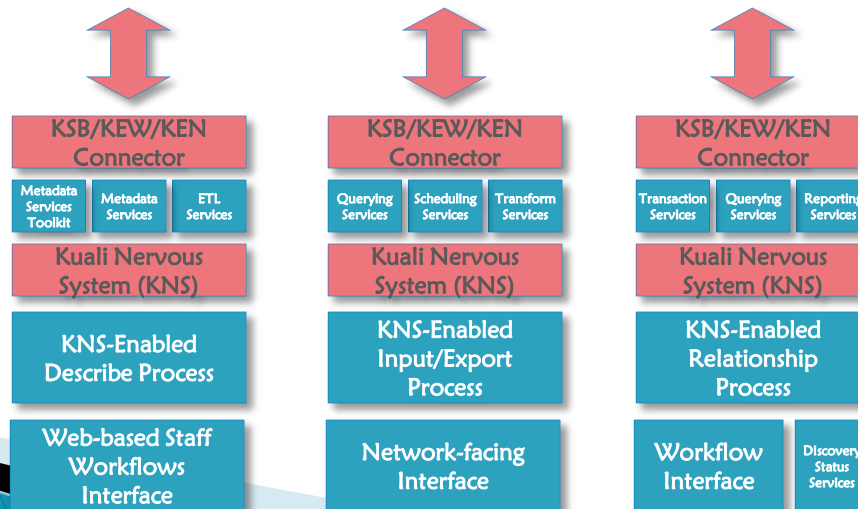 KSB/KEW/KEN
Connector
Metadata
Services
Toolkit
Metadata
Services
ETL
Services
Kuali Nervous
System (KNS)
KNS-Enabled
Describe Process
Web-based Staff
Workflows
Interface
KSB/KEW/KEN
Connector
Querying
Services
Scheduling
Services
Transform
Services
Kuali Nervous
System (KNS)
KNS-Enabled
Input/Export
Process
Network-facing
Interface
KSB/KEW/KEN
Connector
Transaction
Services
Querying
Services
Reporting
Services
Kuali Nervous
System (KNS)
KNS-Enabled
Relationship
Process
Workflow
Interface
Discovery
Status
Services